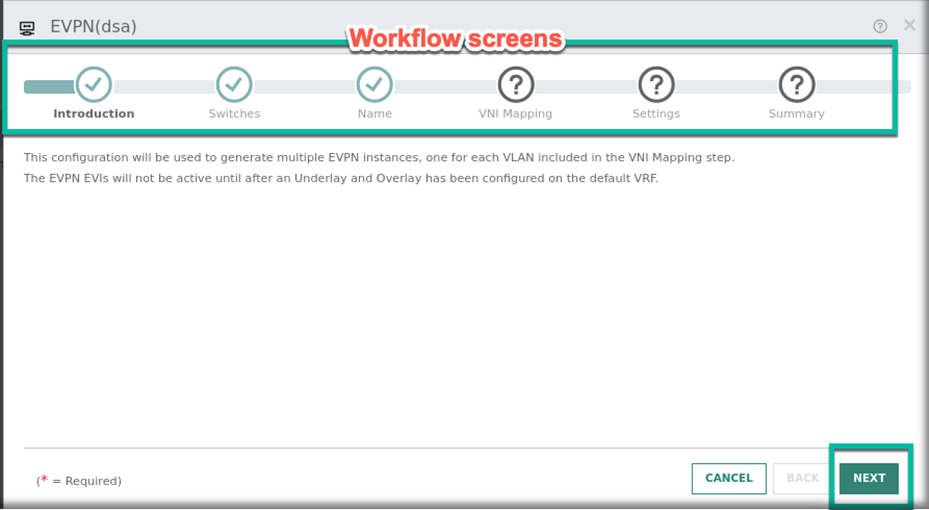 EVPN(dsa)
Workflow screens
Introduction
Switches
Name
VNI Mapping
Settings
Summary
This configuration will be used to generate multiple EVPN instances, one for each VLAN included in the VNI Mapping step.
The EVPN EVIs will not be active until after an Underlay and Overlay has been configured on the default VRF.
(* = Required)
CANCEL
BACK
NEXT